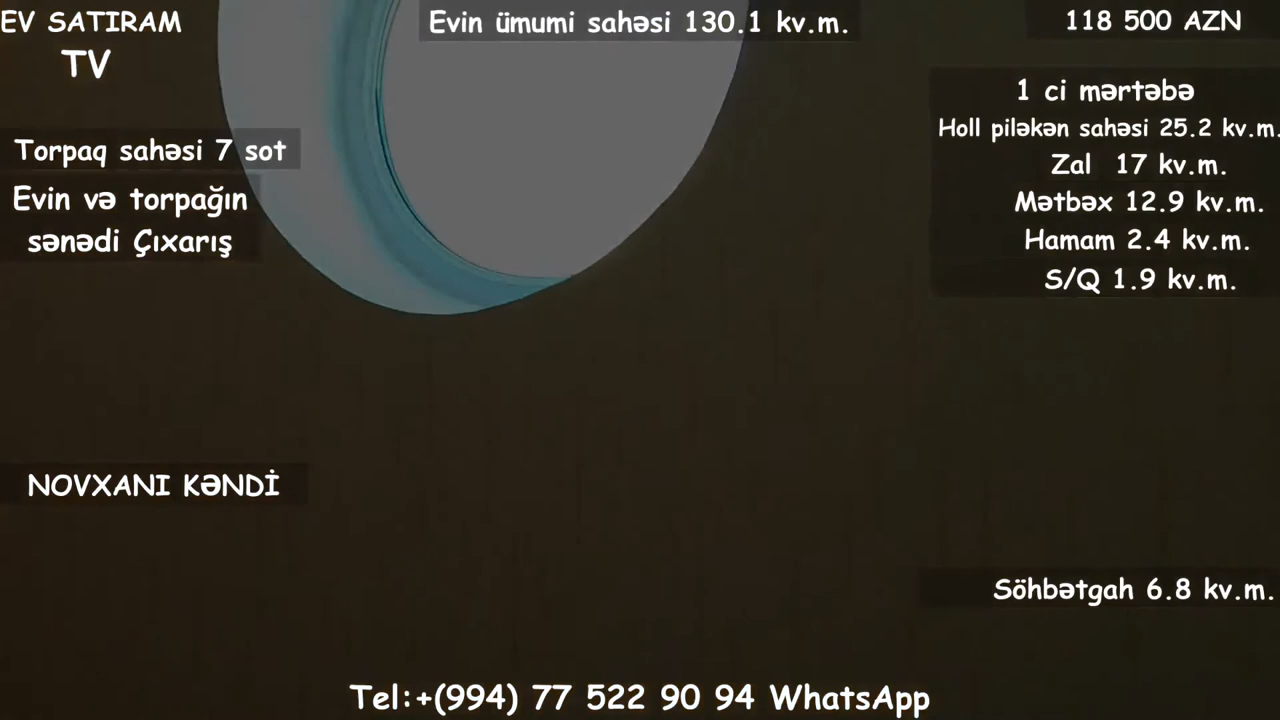 EV SATIRAM
TV
Evin ümumi sahəsi 130.1 kv.m.
118 500 AZN
Torpaq sahəsi 7 sot
Evin və torpağın
sənədi Çıxarış
1 ci mərtəbə
Holl piləkən sahəsi 25.2 kv.m.
Zal 17 kv.m.
Mətbəx 12.9 kv.m.
Hamam 2.4 kv.m.
S/Q 1.9 kv.m.
NOVXANI KƏNDİ
Söhbətgah 6.8 kv.m.
Tel:+(994) 77 522 90 94 WhatsApp